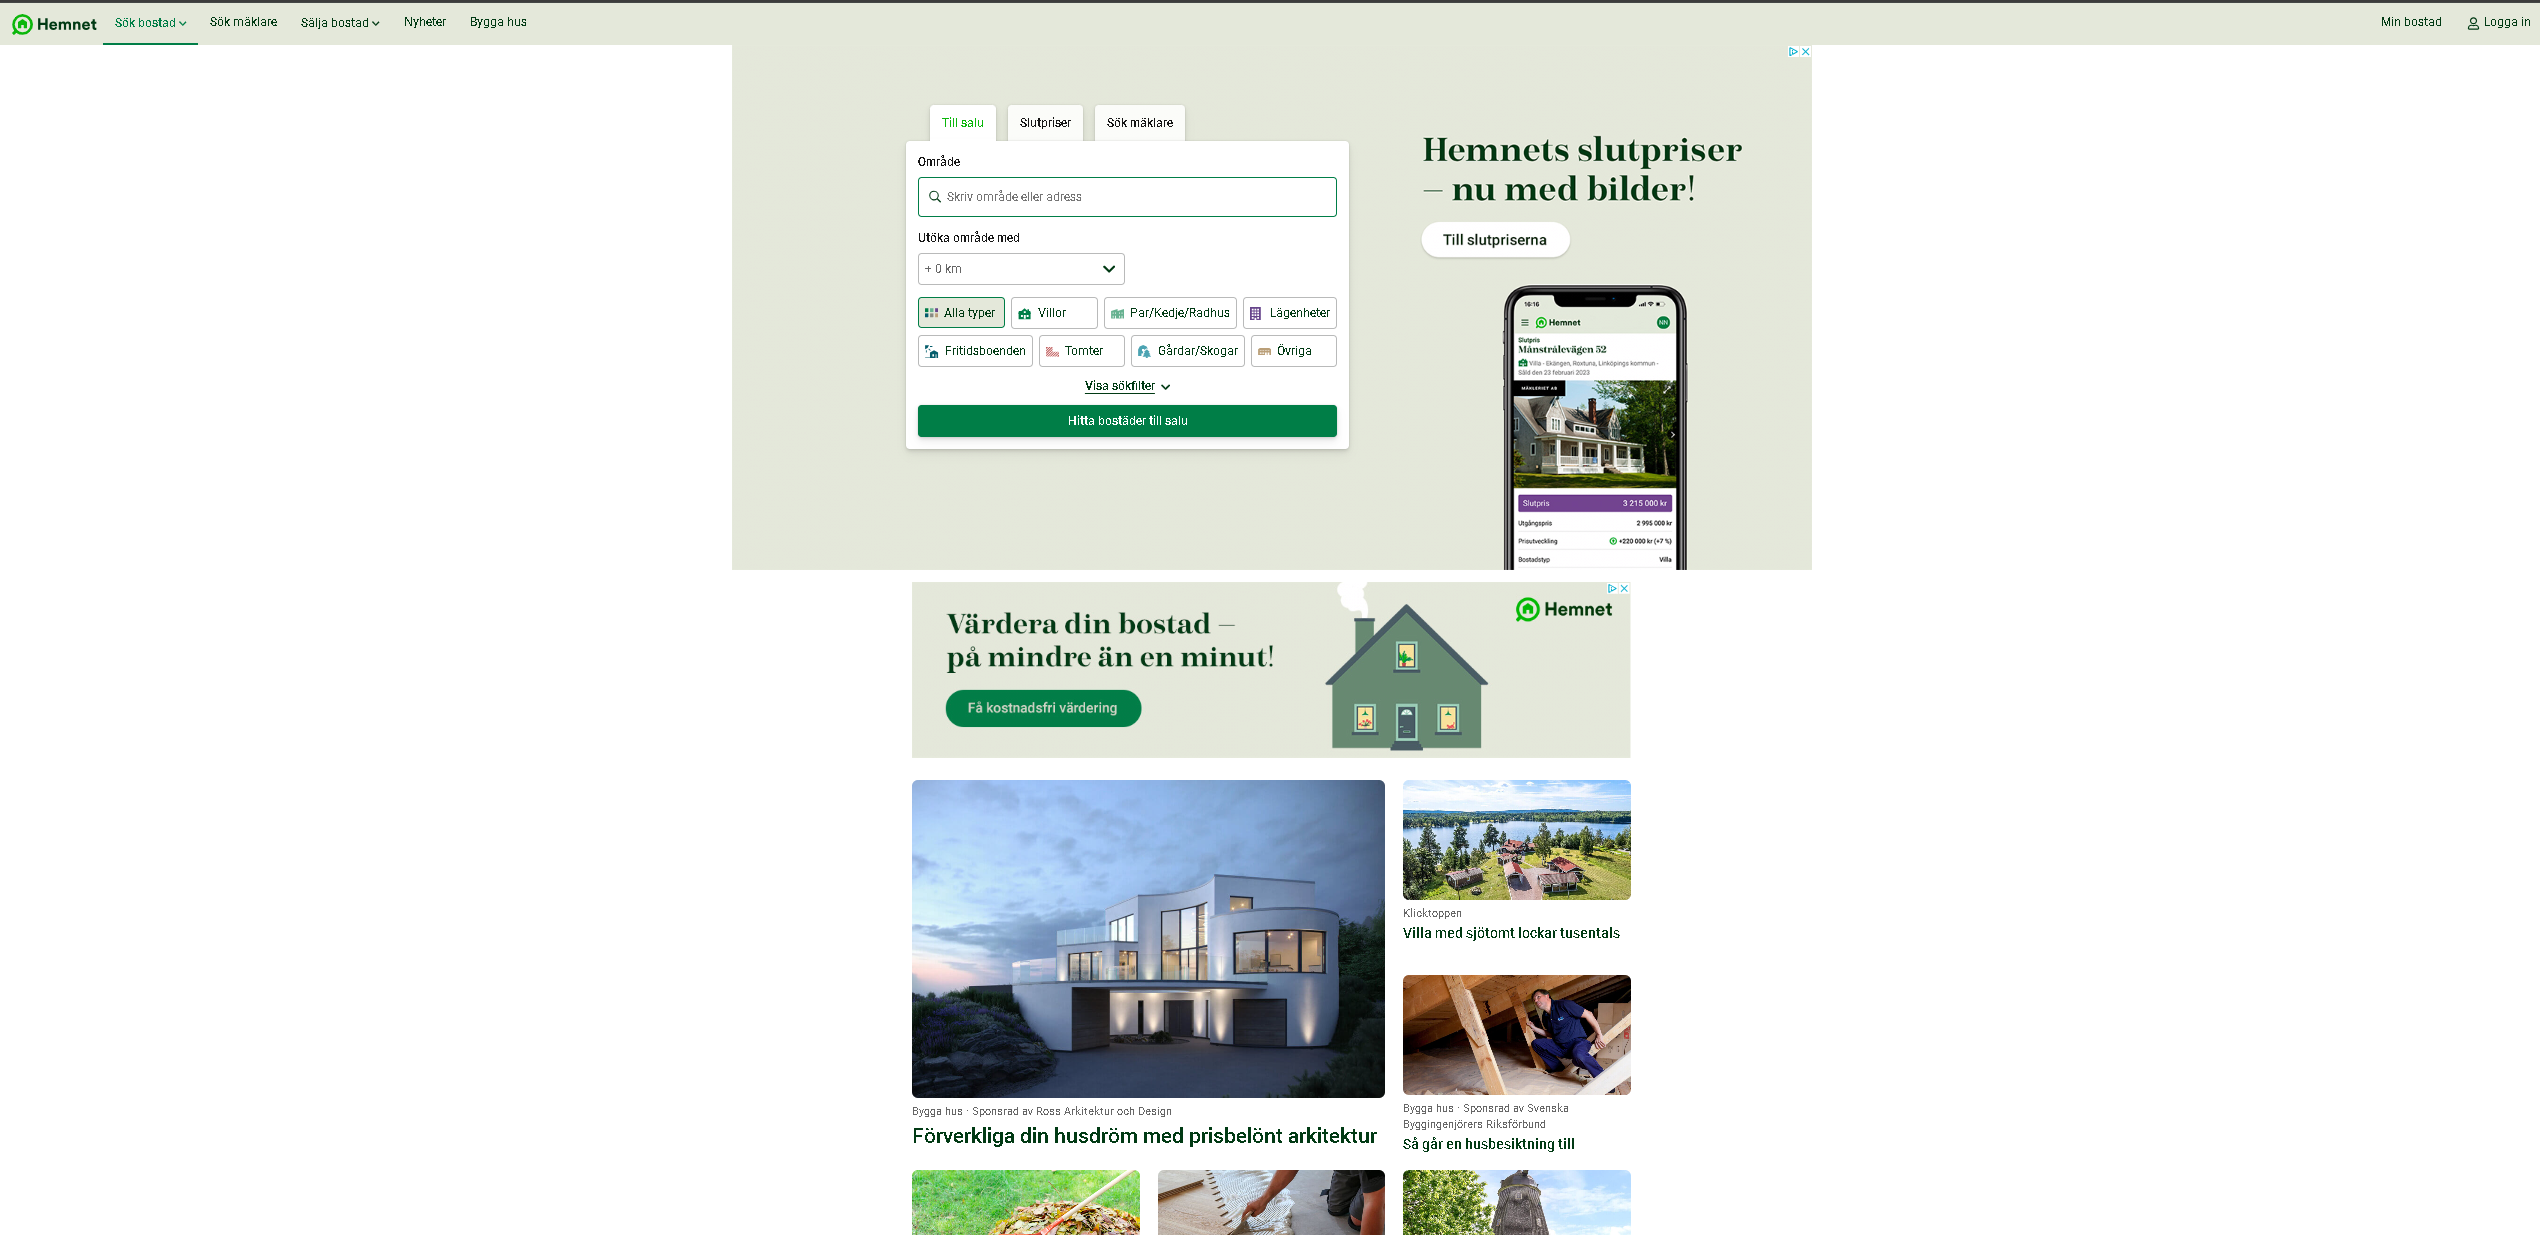 Hemnet
Sök bostad
Sök mäklare
Sälja bostad
Nyheter
Bygga hus
Min bostad
Logga in
Till salu
Slutpriser
Sök mäklare
Område
Skriv område eller adress
Utöka område med
+ 0 km
Alla typer
Villor
Par/Kedje/Radhus
Lägenheter
Fritidsboenden
Tomter
Gårdar/Skogar
Övriga
Visa sökfilter
Hitta bostäder till salu
Hemnets slutpriser
– nu med bilder!
Till slutpriserna
16:16
Hemnet
NN
Slutpris
Månstrålevägen 52
Villa - Ekängen, Roxtuna, Linköpings kommun -
Såld den 23 februari 2023
MÄKLERIET AB
Slutpris 3 215 000 kr
Utgångspris 2 995 000 kr
Prisutveckling +220 000 kr (+7 %)
Bostadstyp Villa
Värdera din bostad –
på mindre än en minut!
Få kostnadsfri värdering
Hemnet
Bygga hus · Sponsrad av Ross Arkitektur och Design
Förverkliga din husdröm med prisbelönt arkitektur
Klicktoppen
Villa med sjötomt lockar tusentals
Bygga hus · Sponsrad av Svenska
Byggingenjörers Riksförbund
Så går en husbesiktning till